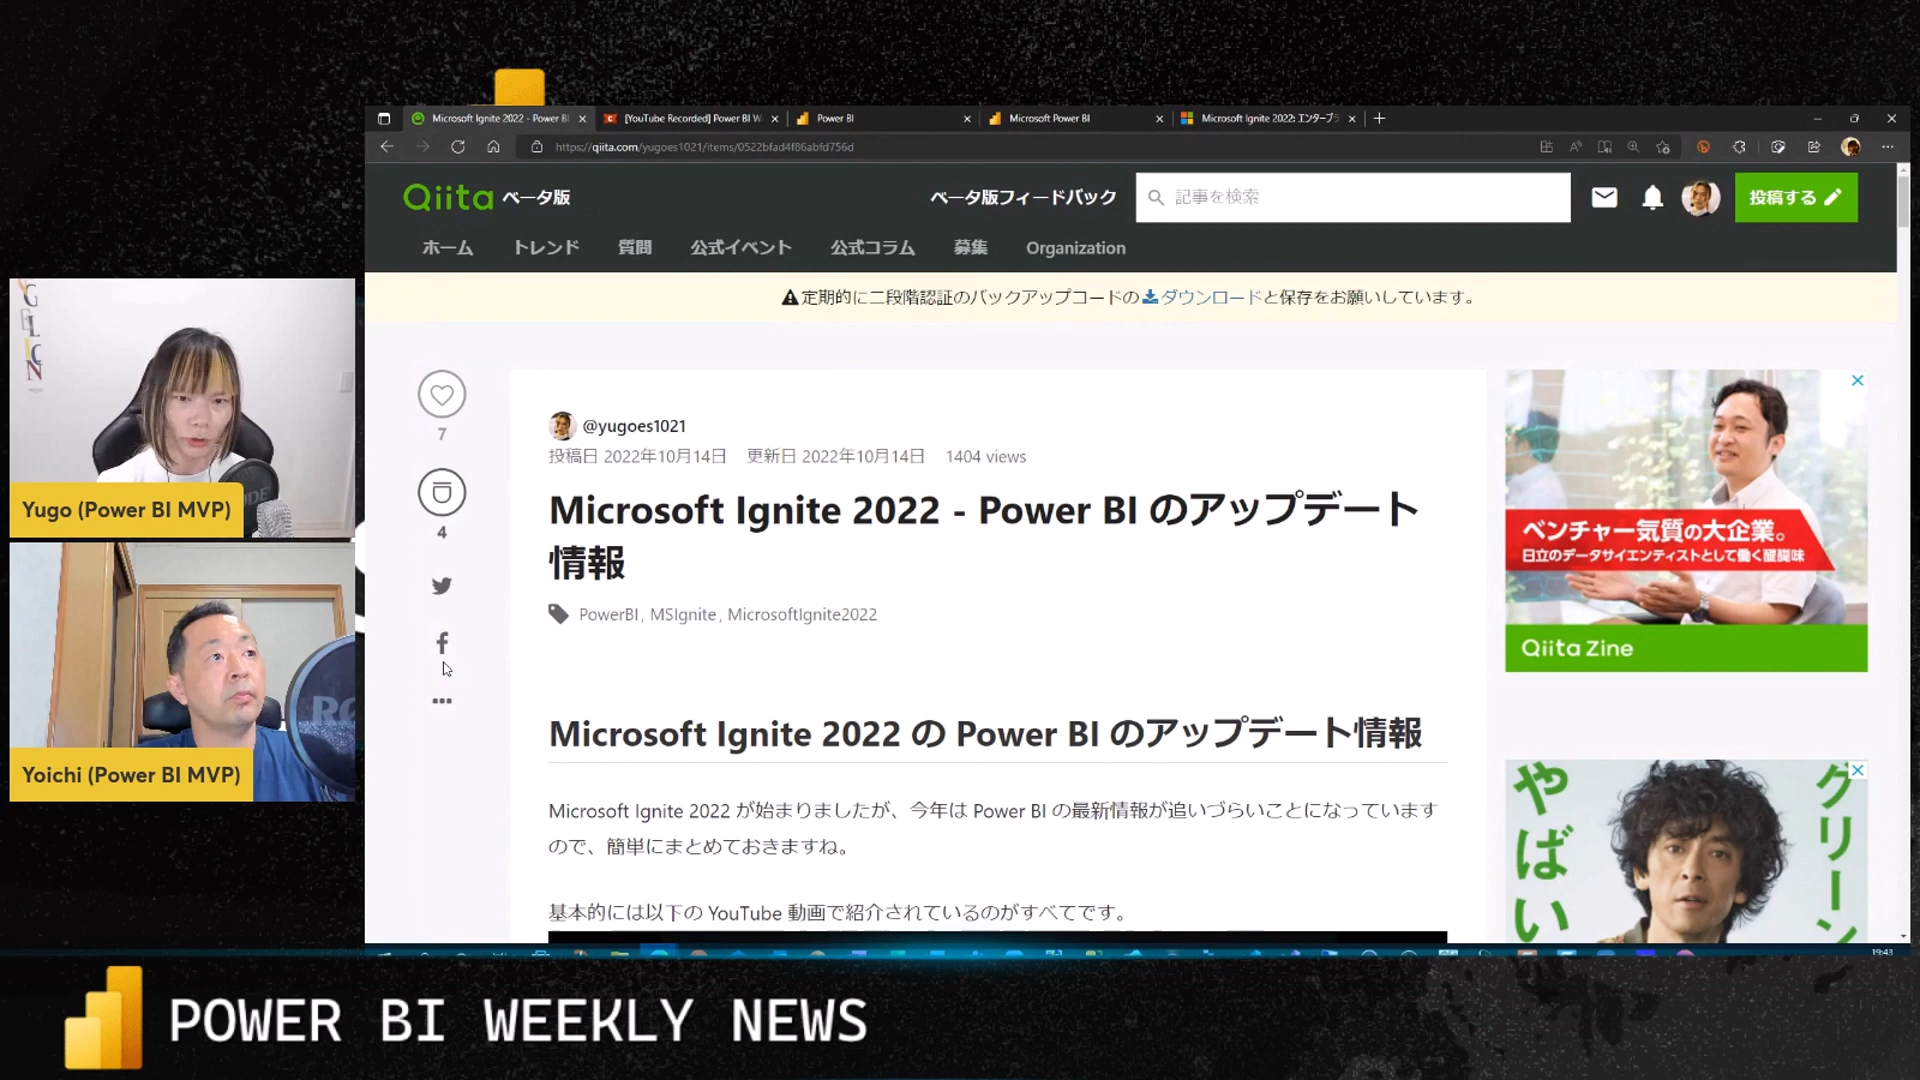 Microsoft Ignite 2022 - Power BI
[YouTube Recorded] Power BI W
Power BI
Microsoft Power BI
Microsoft Ignite 2022: エンタープラ
https://qiita.com/yugoes1021/items/0522bfad4f86abfd756d
Qiita ベータ版
ベータ版フィードバック
記事を検索
投稿する
ホーム
トレンド
質問
公式イベント
公式コラム
募集
Organization
定期的に二段階認証のバックアップコードのダウンロードと保存をお願いしています。
7
4
@yugoes1021
投稿日 2022年10月14日 更新日 2022年10月14日 1404 views
Microsoft Ignite 2022 - Power BI のアップデート
情報
PowerBI, MSIgnite, MicrosoftIgnite2022
Microsoft Ignite 2022 の Power BI のアップデート情報
Microsoft Ignite 2022 が始まりましたが、今年は Power BI の最新情報が追いづらいことになっています
ので、簡単にまとめておきますね。
基本的には以下の YouTube 動画で紹介されているのがすべてです。
ベンチャー気質の大企業。
日立のデータサイエンティストとして働く醍醐味
Qiita Zine
やばい
グリーン
19:43
Yugo (Power BI MVP)
Yoichi (Power BI MVP)
POWER BI WEEKLY NEWS